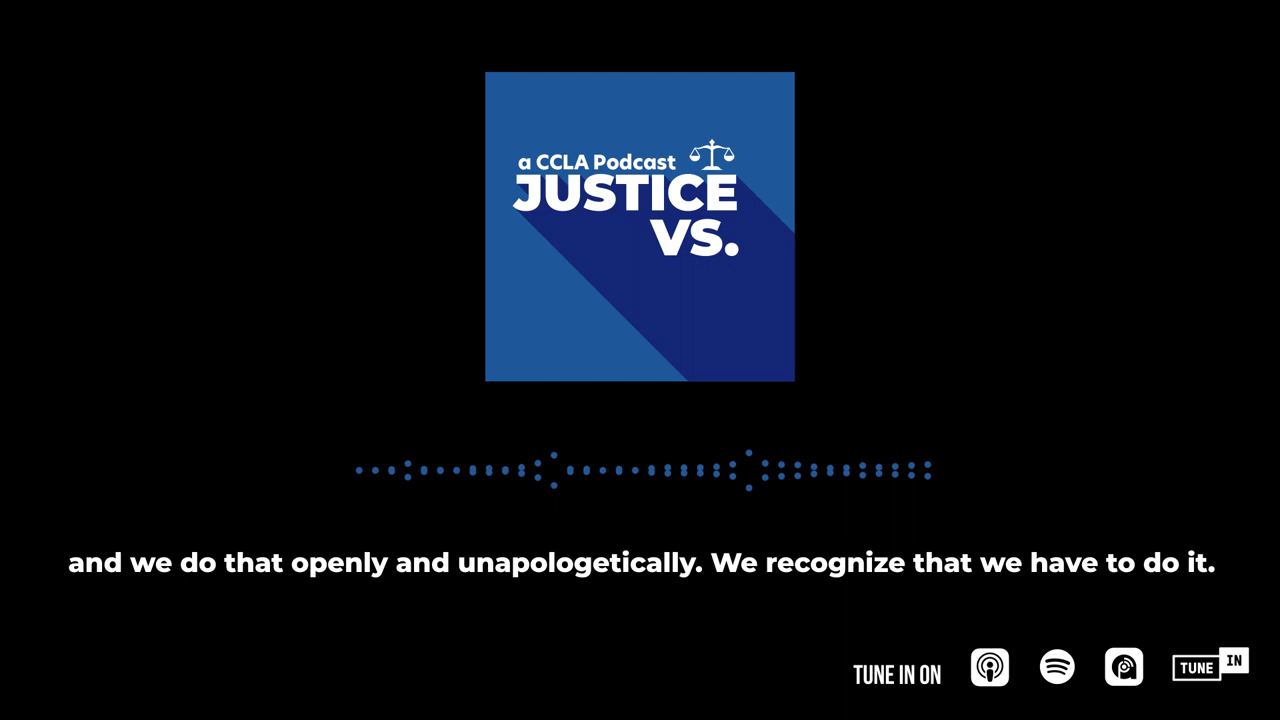 a CCLA Podcast
JUSTICE
VS.
and we do that openly and unapologetically. We recognize that we have to do it.
TUNE IN ON
TUNE IN